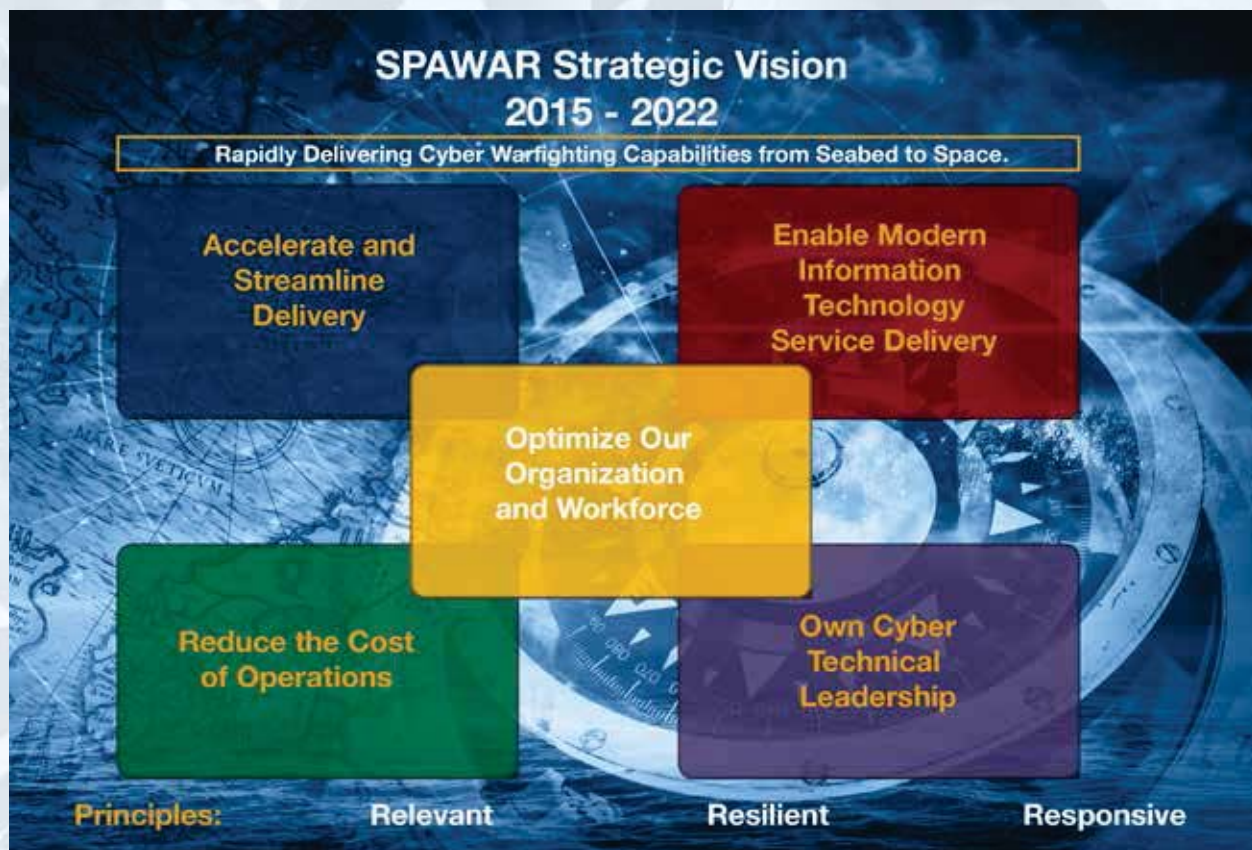 SPAWAR Strategic Vision
2015 - 2022
Rapidly Delivering Cyber Warfighting Capabilities from Seabed to Space.
Accelerate and
Streamline
Delivery
Enable Modern
Information
Technology
Service Delivery
Optimize Our
Organization
and Workforce
Reduce the Cost
of Operations
Own Cyber
Technical
Leadership
Principles: Relevant Resilient Responsive
MARE SVETICVM